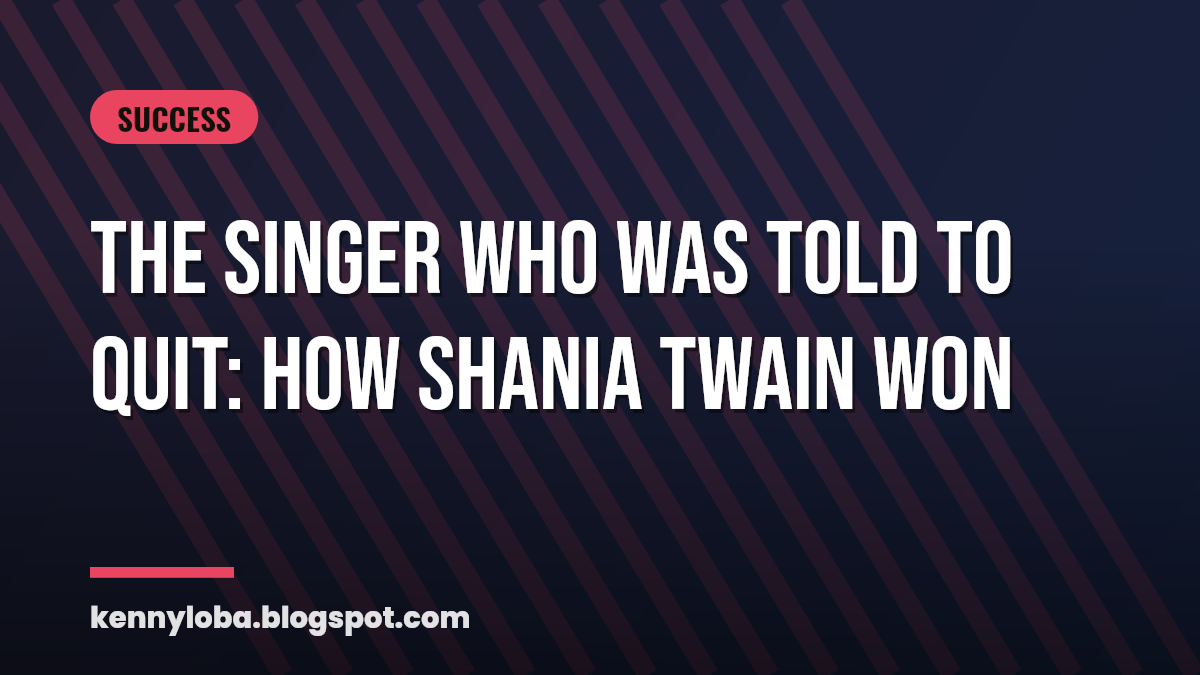 SUCCESS
THE SINGER WHO WAS TOLD TO
QUIT: HOW SHANIA TWAIN WON
kennyloba.blogspot.com